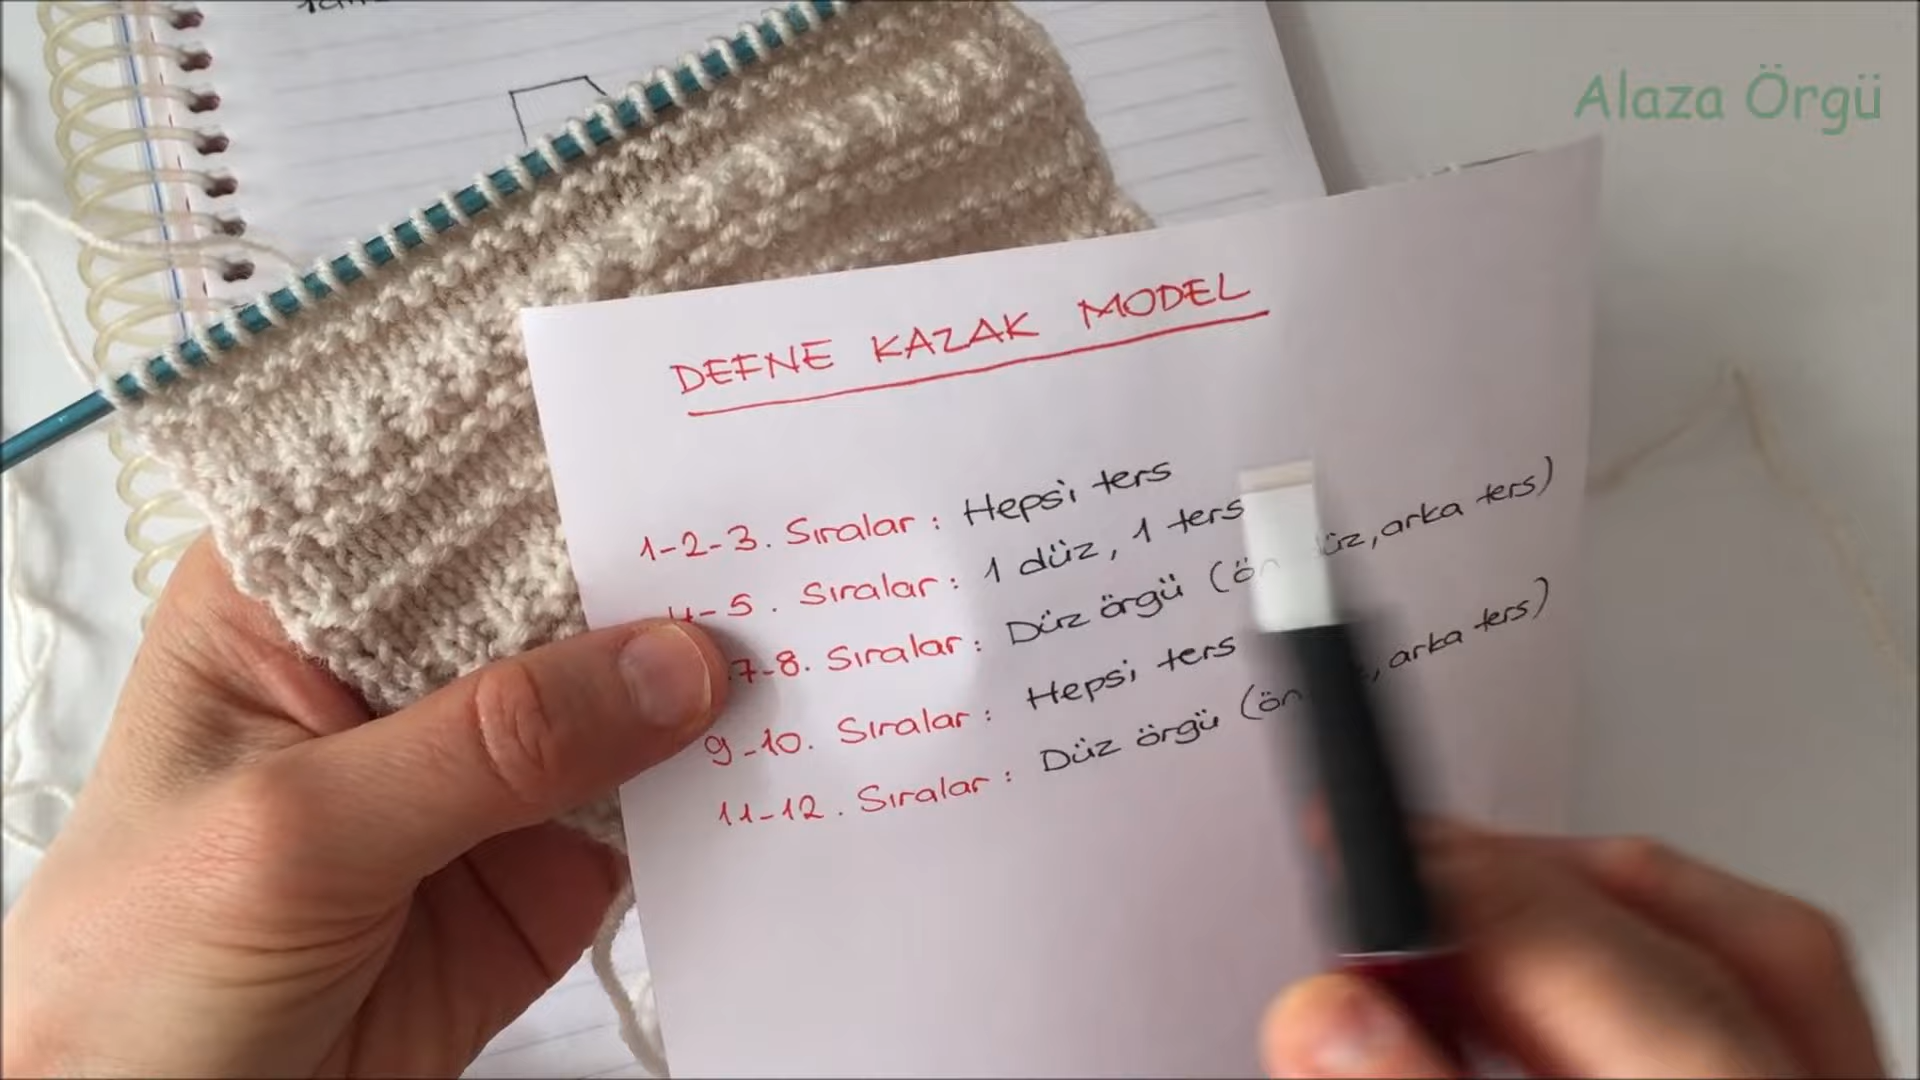 Alaza Örgü
DEFNE KAZAK MODEL
1-2-3. Sıralar : Hepsi ters
4-5. Sıralar : 1 düz, 1 ters
7-8. Sıralar : Düz örgü (ön düz, arka ters)
9-10. Sıralar : Hepsi ters
11-12. Sıralar : Düz örgü (ön arka ters)